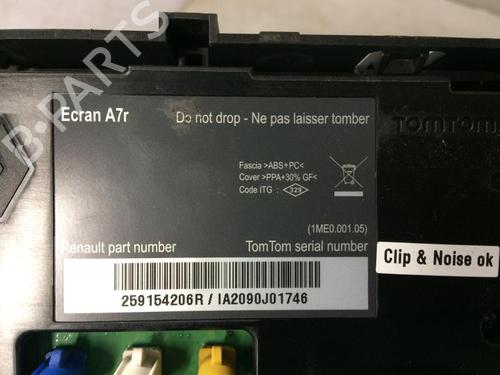 B-PARTS
Ecran A7r
Do not drop - Ne pas laisser tomber
TOMTOM
Fascia >ABS+PC<
Cover >PPA+30% GF<
Code ITG : 329
(1ME0.001.05)
Renault part number
TomTom serial number
Clip & Noise ok
259154206R / IA2090J01746